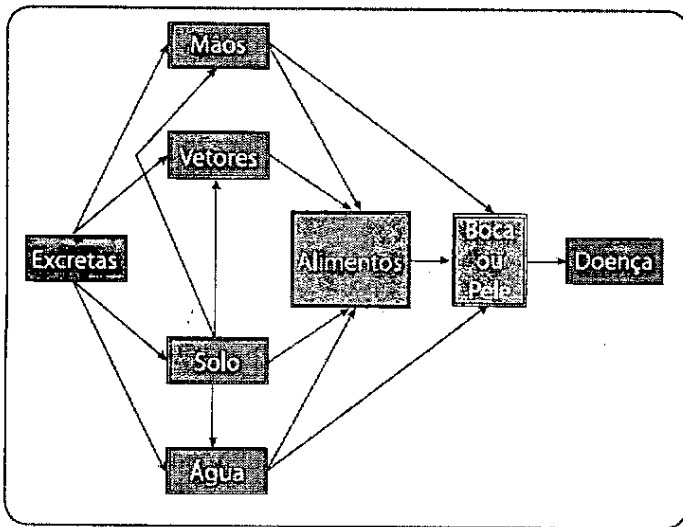 Mãos
Vetores
Excretas
Alimentos
Boca
ou
Pele
Doença
Solo
Água